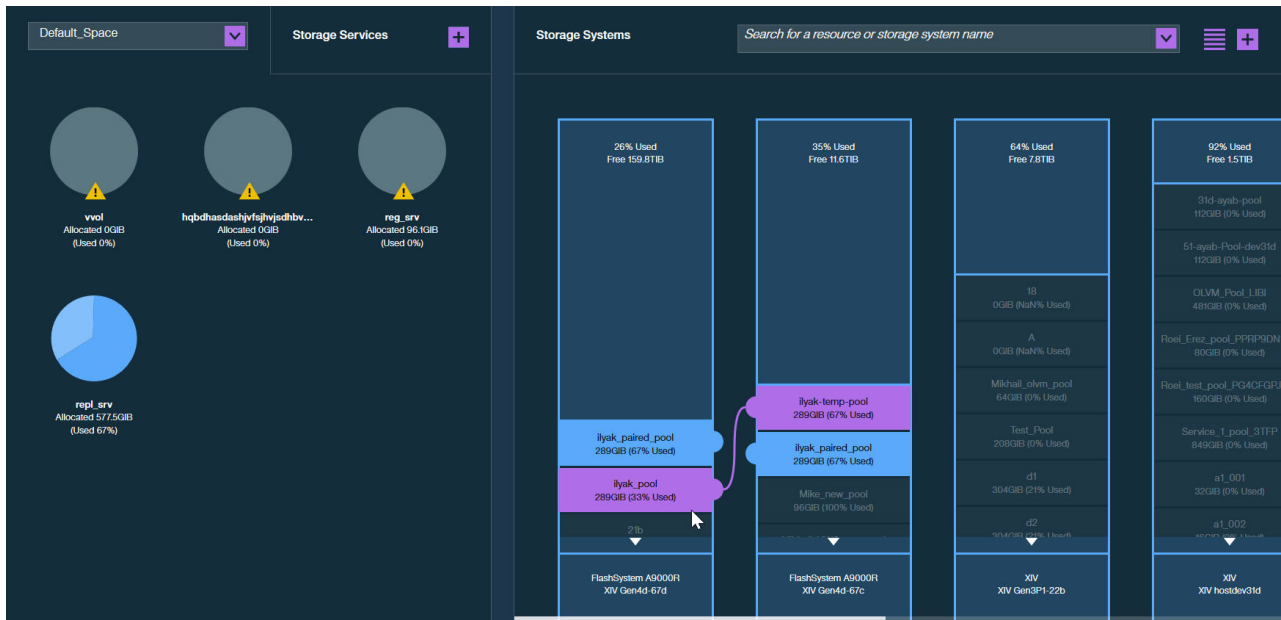 Default_Space
Storage Services
Storage Systems
Search for a resource or storage system name
vvol
Allocated 0GIB
(Used 0%)
hqbdhasdashjvfsjhvjsdhbv...
Allocated 0GIB
(Used 0%)
reg_srv
Allocated 96.1GIB
(Used 0%)
repl_srv
Allocated 577.5GIB
(Used 67%)
26% Used
Free 159.8TIB
ilyak_paired_pool
289GIB (67% Used)
ilyak_pool
289GIB (33% Used)
21b
FlashSystem A9000R
XIV Gen4d-67d
35% Used
Free 11.6TIB
ilyak-temp-pool
289GIB (67% Used)
ilyak_paired_pool
289GIB (67% Used)
Mike_new_pool
96GIB (100% Used)
FlashSystem A9000R
XIV Gen4d-67c
64% Used
Free 7.8TIB
18
0GIB (NaN% Used)
A
0GIB (NaN% Used)
Mikhail_olvm_pool
64GIB (0% Used)
Test_Pool
208GIB (0% Used)
d1
304GIB (21% Used)
d2
304GIB (21% Used)
XIV
XIV Gen3P1-22b
92% Used
Free 1.5TIB
31d-ayab-pool
112GIB (0% Used)
51-ayab-Pool-dev31d
112GIB (0% Used)
OLVM_Pool_LIBI
481GIB (0% Used)
Roei_Erez_pool_PPRP9DN
80GIB (0% Used)
Roei_test_pool_PG4CFGPJ
160GIB (0% Used)
Service_1_pool_3TFP
849GIB (0% Used)
a1_001
32GIB (0% Used)
a1_002
XIV
XIV hostdev31d